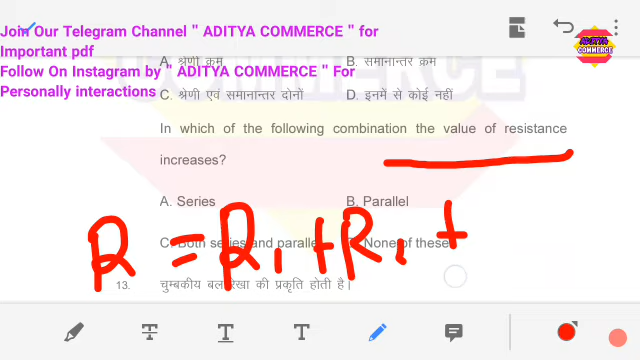 Join Our Telegram Channel " ADITYA COMMERCE " for
Important pdf
Follow On Instagram by " ADITYA COMMERCE " For
Personally interactions
A. श्रेणी क्रम B. समानान्तर क्रम
C. श्रेणी एवं समानान्तर दोनों D. इनमें से कोई नहीं
In which of the following combination the value of resistance
increases?
A. Series B. Parallel
C. Both series and parallel D. None of these
R = R₁ + R₁ +
13. चुम्बकीय बल रेखा की प्रकृति होती है।
ADITYA
COMMERCE